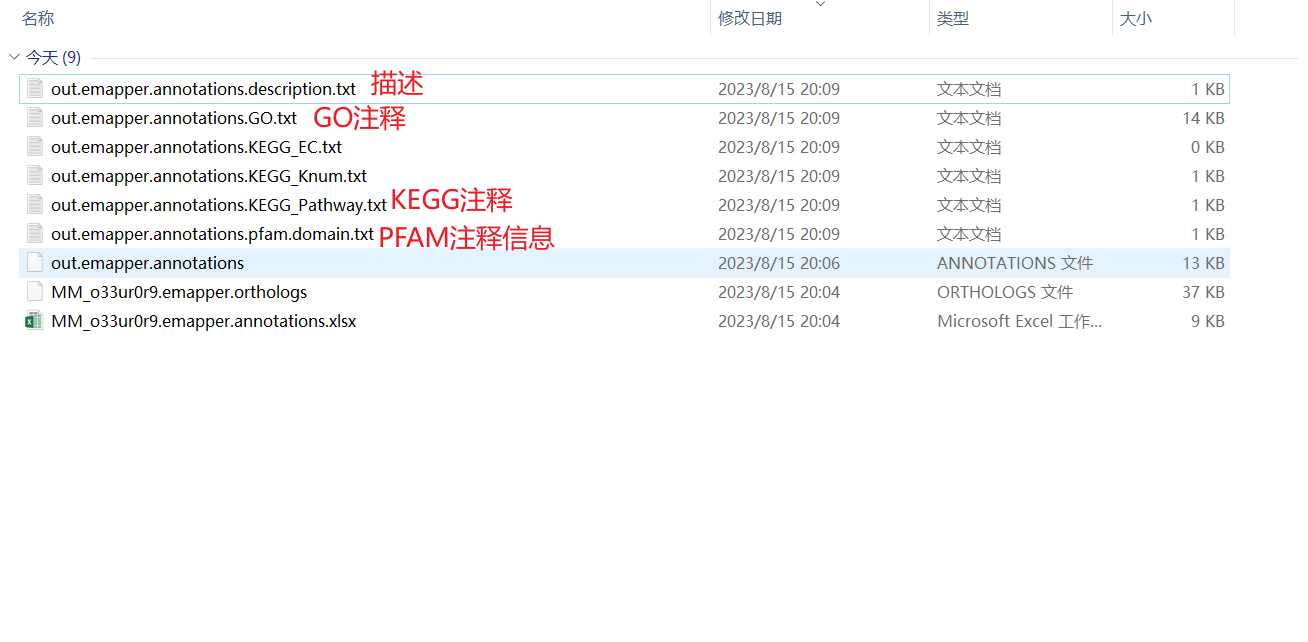 名称 修改日期 类型 大小
今天 (9)
out.emapper.annotations.description.txt 描述 2023/8/15 20:09 文本文档 1 KB
out.emapper.annotations.GO.txt GO注释 2023/8/15 20:09 文本文档 14 KB
out.emapper.annotations.KEGG_EC.txt 2023/8/15 20:09 文本文档 0 KB
out.emapper.annotations.KEGG_Knum.txt 2023/8/15 20:09 文本文档 1 KB
out.emapper.annotations.KEGG_Pathway.txt KEGG注释 2023/8/15 20:09 文本文档 1 KB
out.emapper.annotations.pfam.domain.txt PFAM注释信息 2023/8/15 20:09 文本文档 1 KB
out.emapper.annotations 2023/8/15 20:06 ANNOTATIONS 文件 13 KB
MM_o33ur0r9.emapper.orthologs 2023/8/15 20:04 ORTHOLOGS 文件 37 KB
MM_o33ur0r9.emapper.annotations.xlsx 2023/8/15 20:04 Microsoft Excel 工作... 9 KB